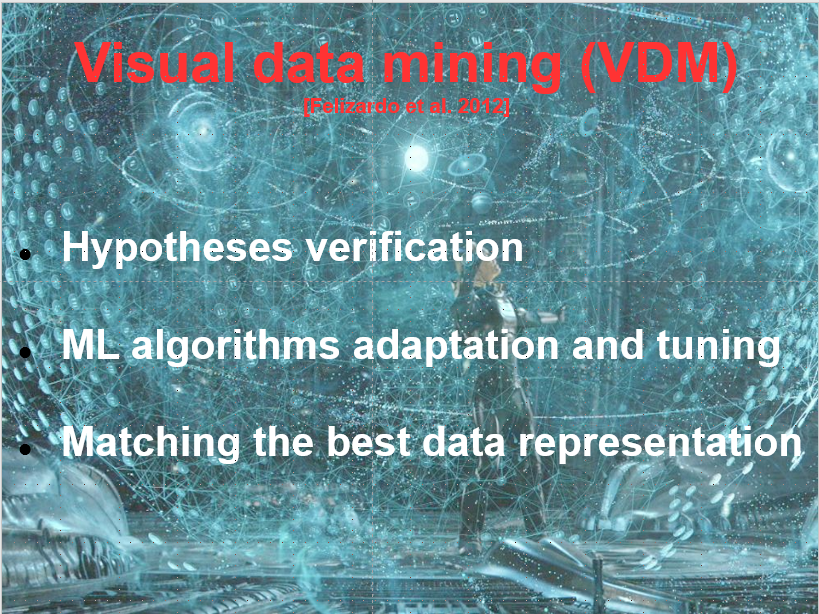 Visual data mining (VDM)
[Felizardo et al. 2012]
• Hypotheses verification
• ML algorithms adaptation and tuning
• Matching the best data representation